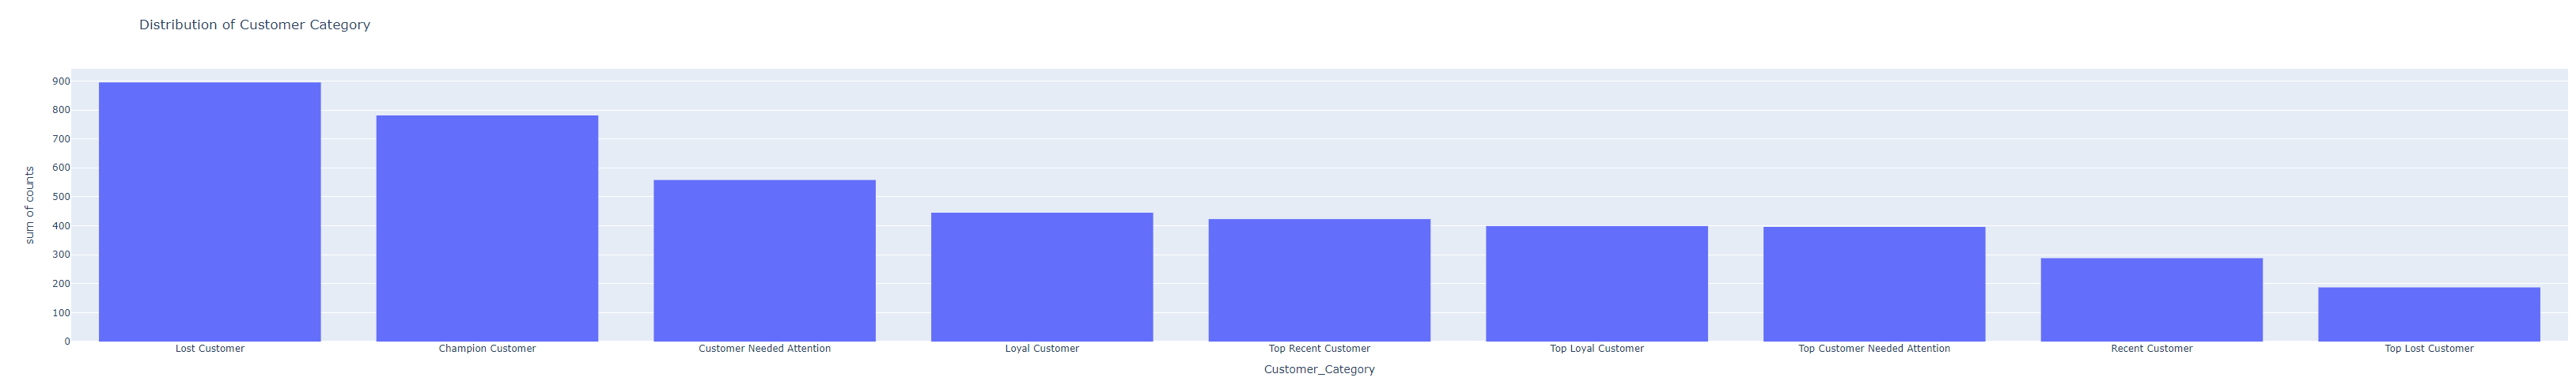 Distribution of Customer Category
sum of counts
900
800
700
600
500
400
300
200
100
0
Lost Customer
Champion Customer
Customer Needed Attention
Loyal Customer
Top Recent Customer
Top Loyal Customer
Top Customer Needed Attention
Recent Customer
Top Lost Customer
Customer_Category